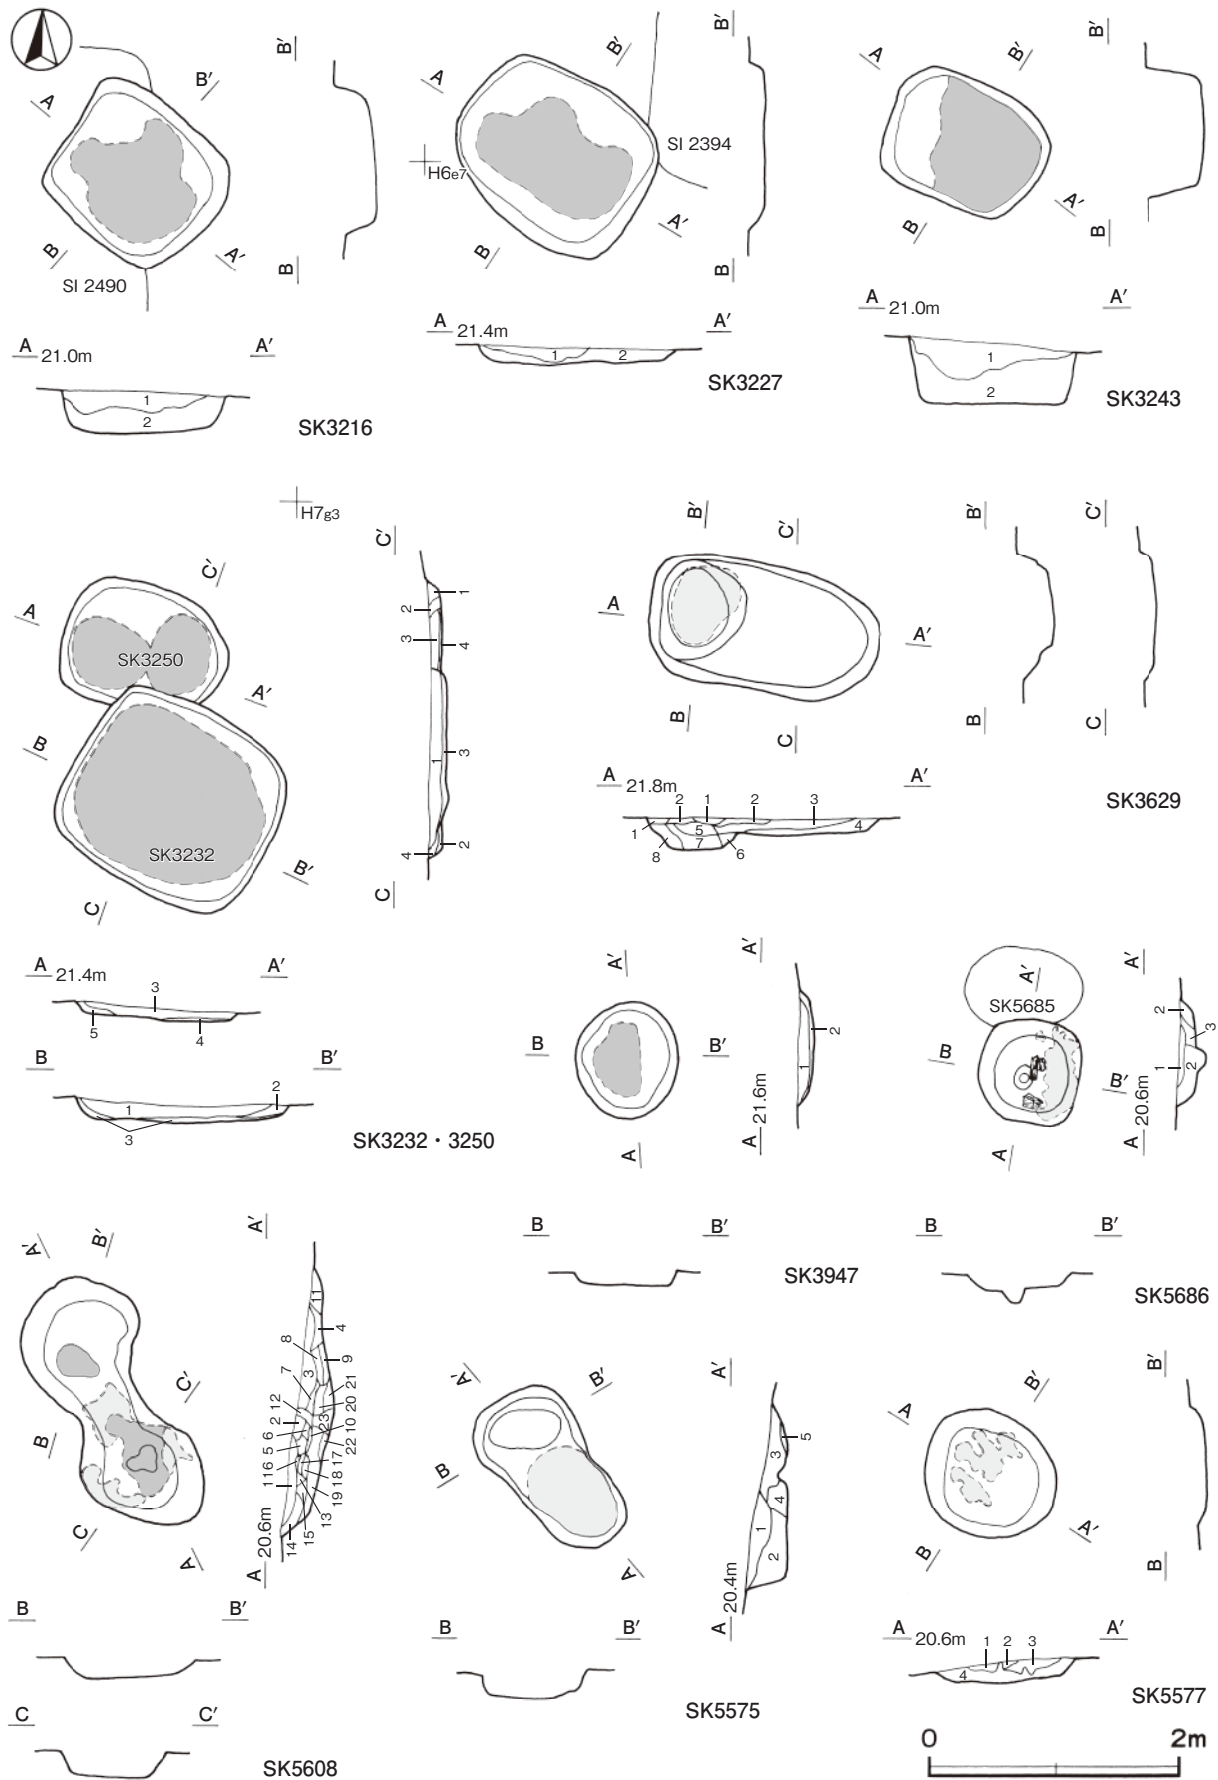 A
B′
B
A′
SI 2490
B′
B
A 21.0m A′
1
2
SK3216
A
B′
H6e7
SI 2394
B
A′
B′
B
A 21.4m A′
1
2
SK3227
A
B′
B
A′
B′
B
A 21.0m A′
1
2
SK3243
H7g3
C′
A
SK3250
A′
B
SK3232
B′
C
C′
1
2
3
4
3
1
2
4
C
A 21.4m A′
3
5
4
B B′
1
2
3
SK3232・3250
B′
C′
A
A′
B
C
B′
B
C′
C
A 21.8m A′
2 1 2 3
1
5
4
7
8
6
SK3629
A′
B B′
A
A′
2
1
A 21.6m
B B′
SK3947
A′
SK5685
B
B′
A
A′
2
3
1
2
A 20.6m
B B′
SK5686
A′
B′
C′
B
C
A
A′
11
4
8
9
3
7
21
12
20
2
23
10
6
22
5
17
16
18
1
19
13
15
14
A 20.6m
B B′
C C′
SK5608
A′
B′
B
A
A′
5
3
4
1
2
A 20.4m
B B′
SK5575
A
B′
B
A′
B′
B
A 20.6m A′
1 2 3
4
SK5577
0 2m